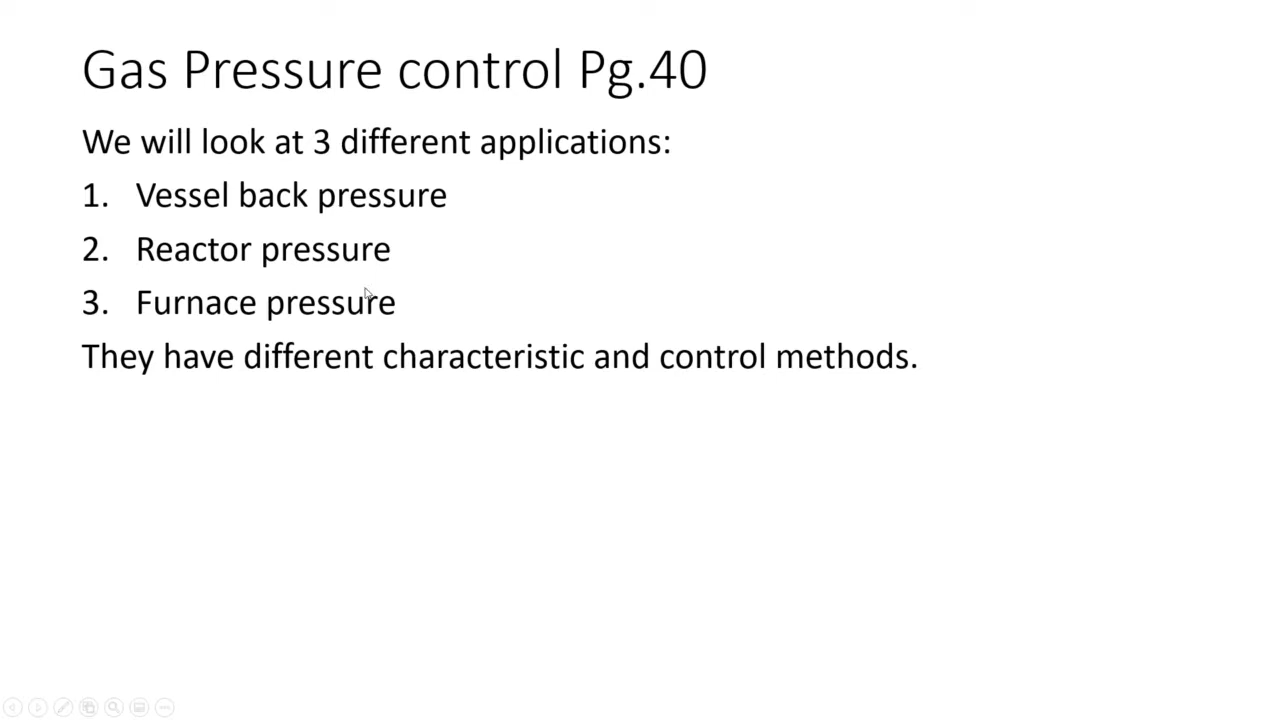 Gas Pressure control Pg.40
We will look at 3 different applications:
1. Vessel back pressure
2. Reactor pressure
3. Furnace pressure
They have different characteristic and control methods.